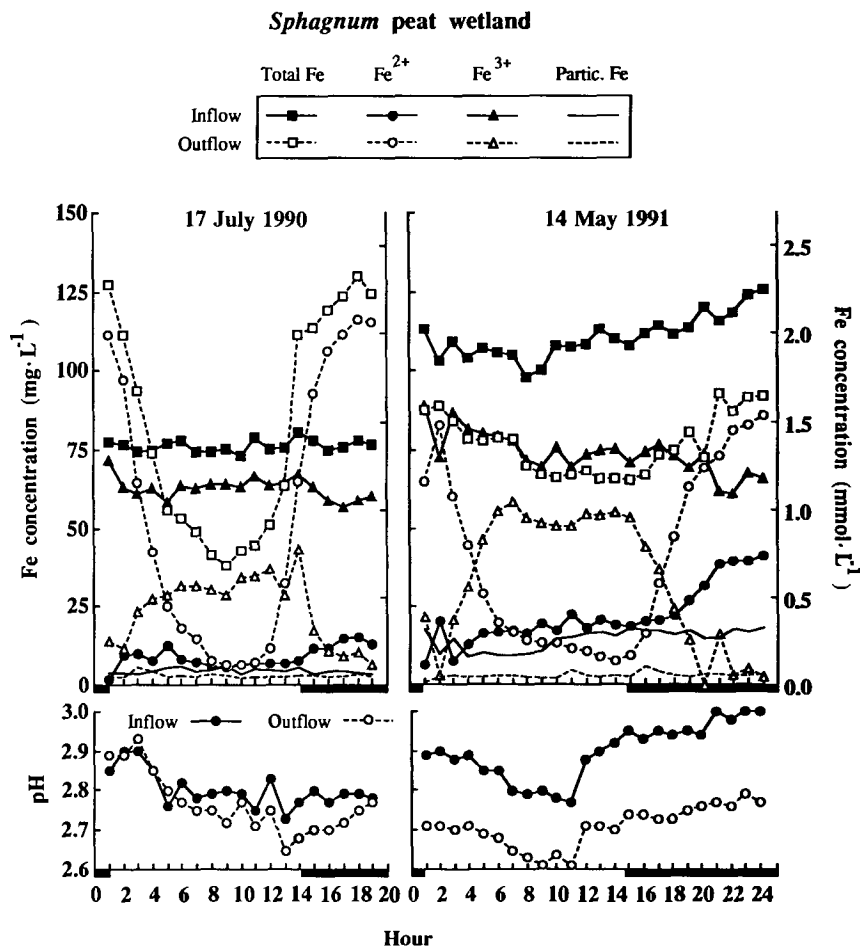 Sphagnum peat wetland
Total Fe Fe2+ Fe3+ Partic. Fe
Inflow
Outflow
17 July 1990 14 May 1991
150
125
100
75
50
25
0
Fe concentration (mg·L-1)
2.5
2.0
1.5
1.0
0.5
0.0
Fe concentration (mmol·L-1)
Inflow Outflow
3.0
2.9
2.8
2.7
2.6
pH
0 2 4 6 8 10 12 14 16 18 20 0 2 4 6 8 10 12 14 16 18 20 22 24
Hour